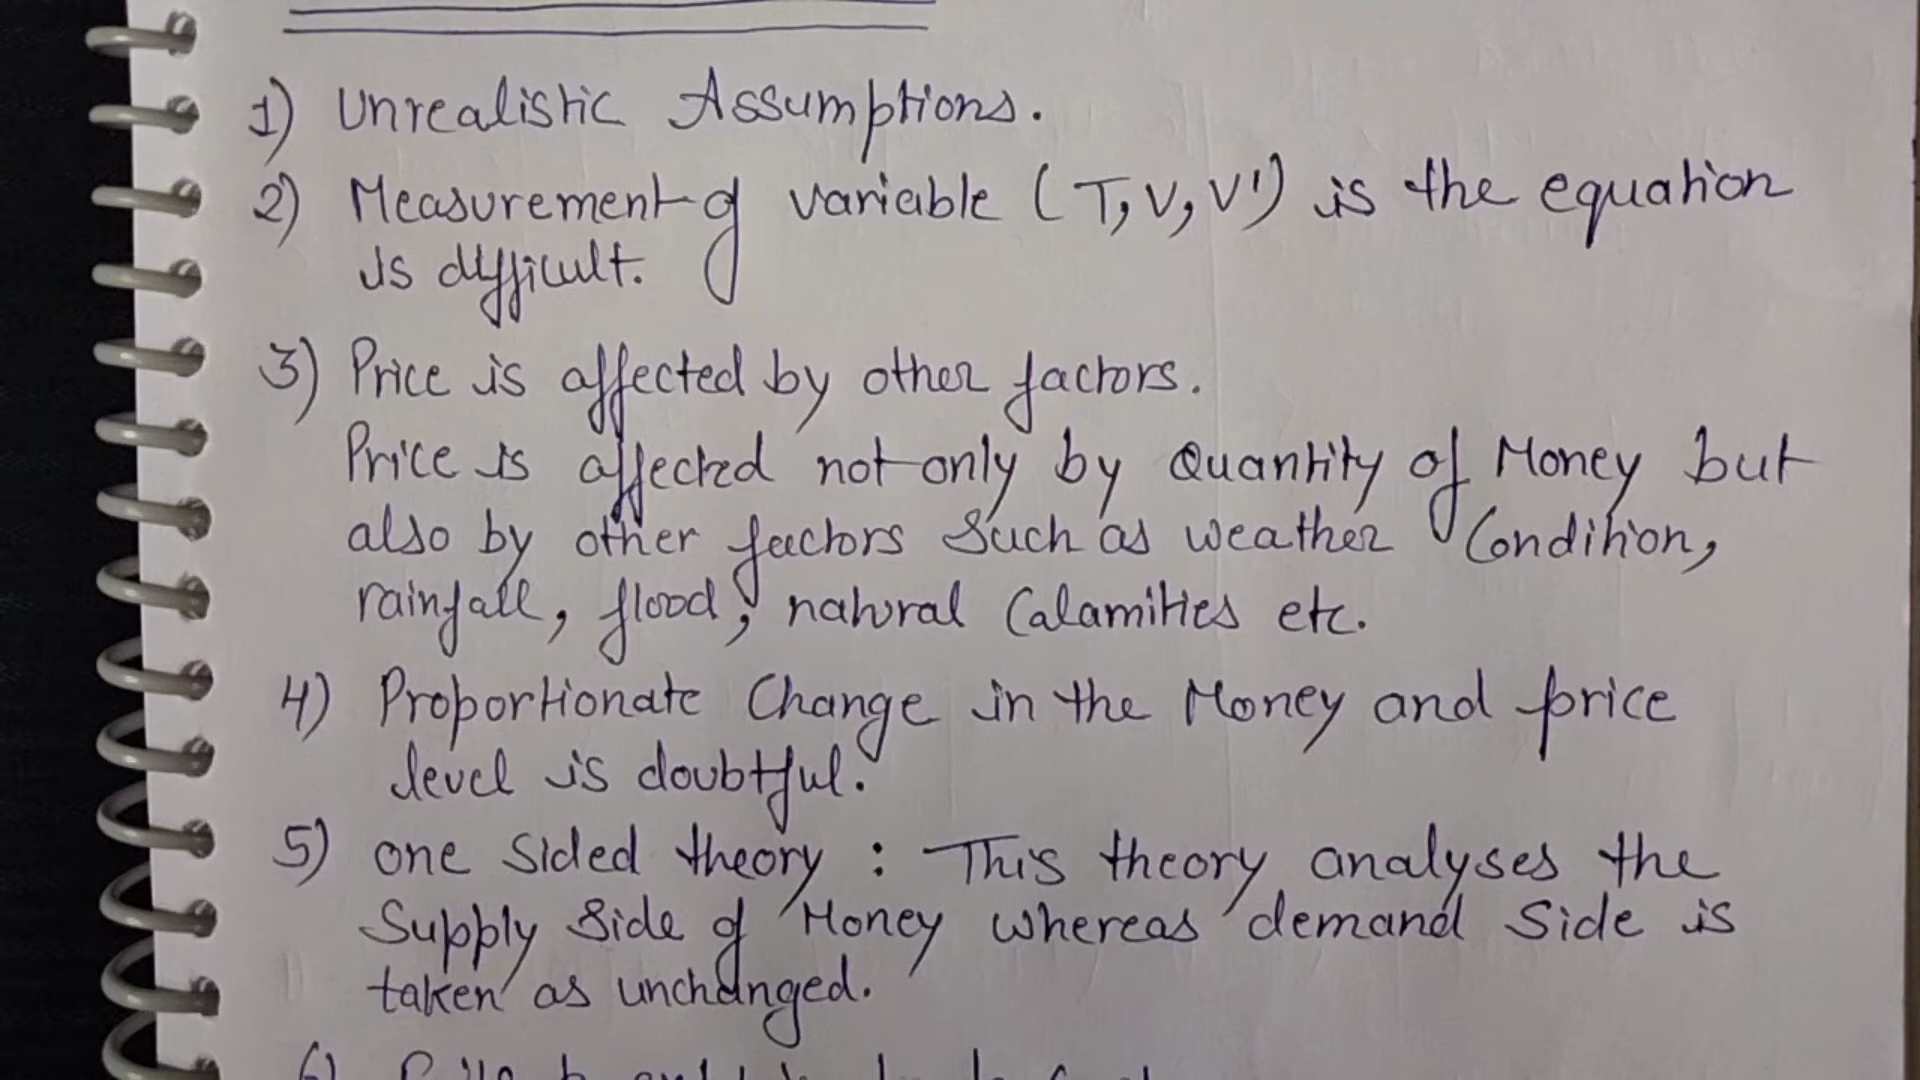 1) Unrealistic Assumptions.
2) Measurement of variable (T, V, V') is the equation
is difficult.
3) Price is affected by other factors.
Price is affected not only by Quantity of Money but
also by other factors such as weather Condition,
rainfall, flood, natural Calamities etc.
4) Proportionate Change in the Money and price
level is doubtful.
5) one Sided theory : This theory analyses the
Supply Side of Money whereas demand Side is
taken as unchanged.
6)